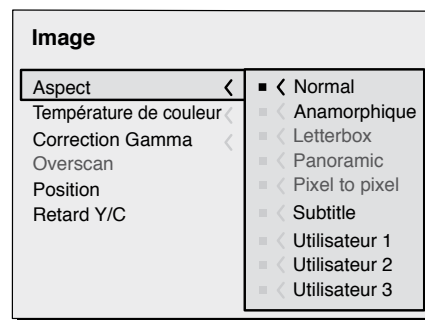 Image
Aspect
Température de couleur
Correction Gamma
Overscan
Position
Retard Y/C
Normal
Anamorphique
Letterbox
Panoramic
Pixel to pixel
Subtitle
Utilisateur 1
Utilisateur 2
Utilisateur 3